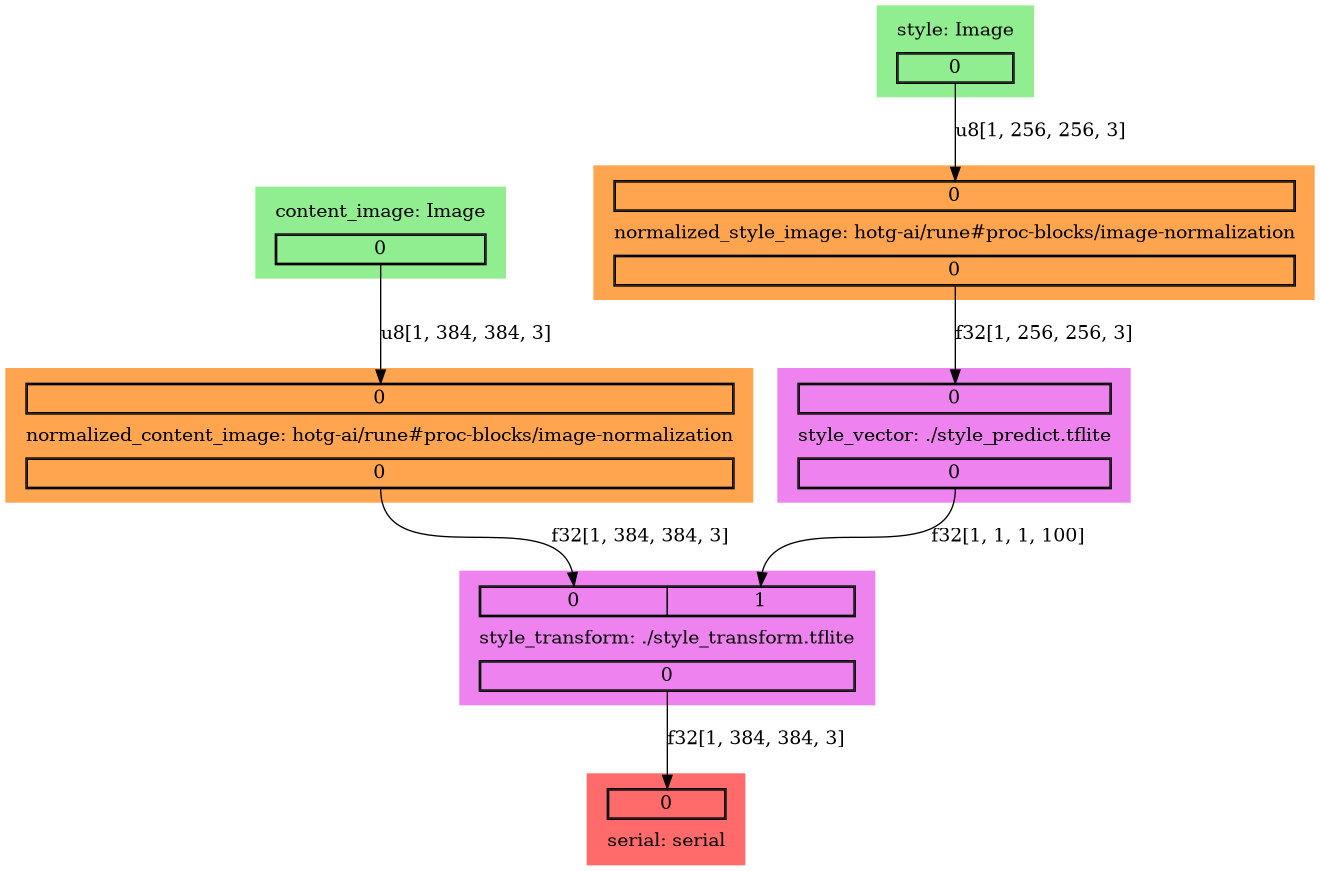 style: Image
0
u8[1, 256, 256, 3]
0
content_image: Image
normalized_style_image: hotg-ai/rune#proc-blocks/image-normalization
0
0
u8[1, 384, 384, 3]
f32[1, 256, 256, 3]
0
0
normalized_content_image: hotg-ai/rune#proc-blocks/image-normalization
style_vector: ./style_predict.tflite
0
0
f32[1, 384, 384, 3]
f32[1, 1, 1, 100]
0 1
style_transform: ./style_transform.tflite
0
f32[1, 384, 384, 3]
0
serial: serial